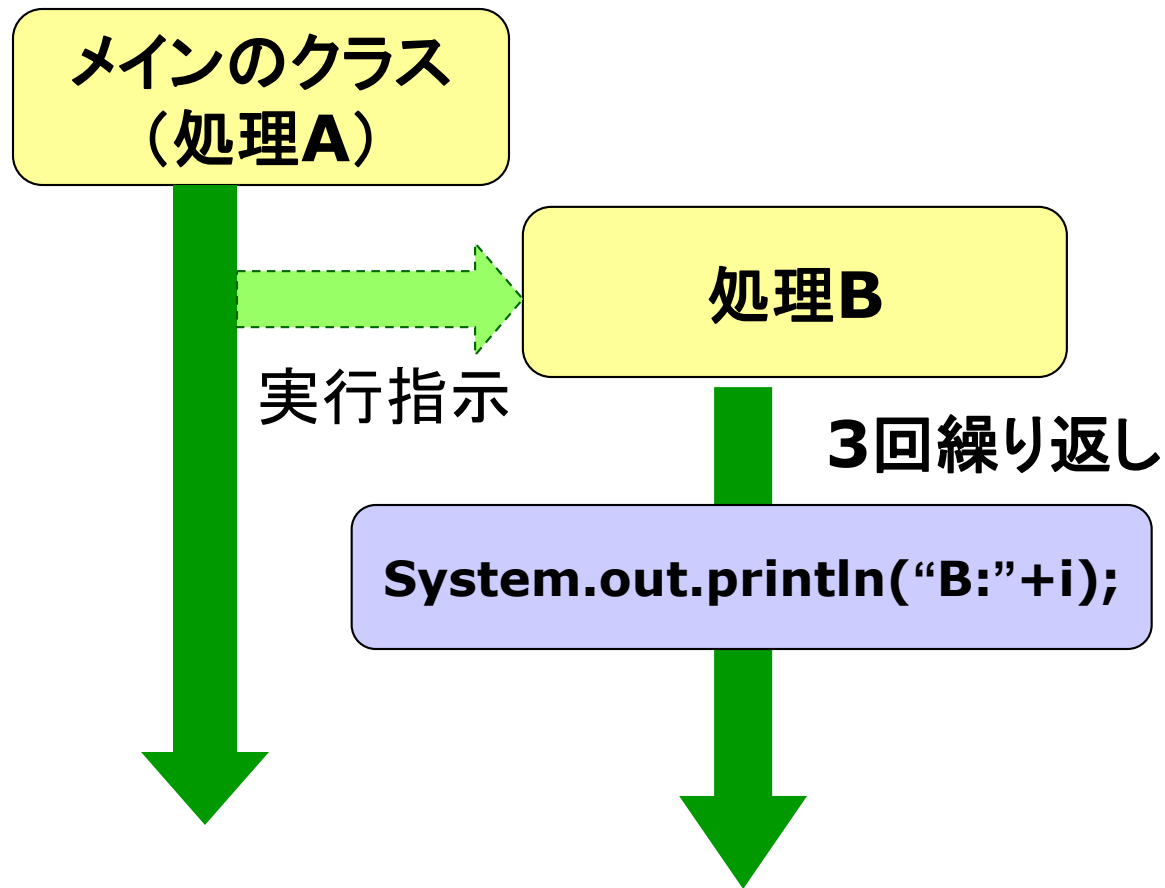 メインのクラス
（処理A）
処理B
実行指示
3回繰り返し
System.out.println(“B:”+i);